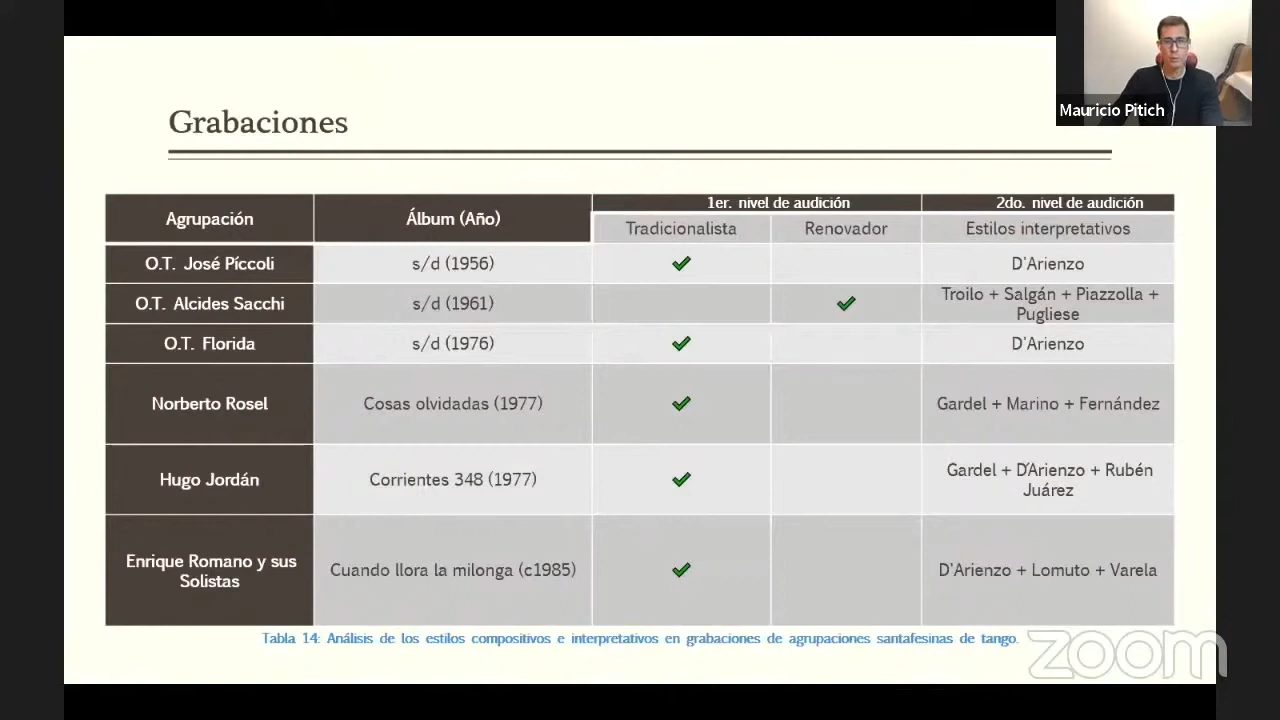 Mauricio Pitich
Grabaciones
Agrupación Álbum (Año) 1er. nivel de audición 2do. nivel de audición
Tradicionalista Renovador Estilos interpretativos
O.T. José Píccoli s/d (1956) ✔ D'Arienzo
O.T. Alcides Sacchi s/d (1961) ✔ Troilo + Salgán + Piazzolla +
Pugliese
O.T. Florida s/d (1976) ✔ D'Arienzo
Norberto Rosel Cosas olvidadas (1977) ✔ Gardel + Marino + Fernández
Hugo Jordán Corrientes 348 (1977) ✔ Gardel + D´Arienzo + Rubén
Juárez
Enrique Romano y sus
Solistas Cuando llora la milonga (c1985) ✔ D'Arienzo + Lomuto + Varela
Tabla 14: Análisis de los estilos compositivos e interpretativos en grabaciones de agrupaciones santafesinas de tango.
zoom